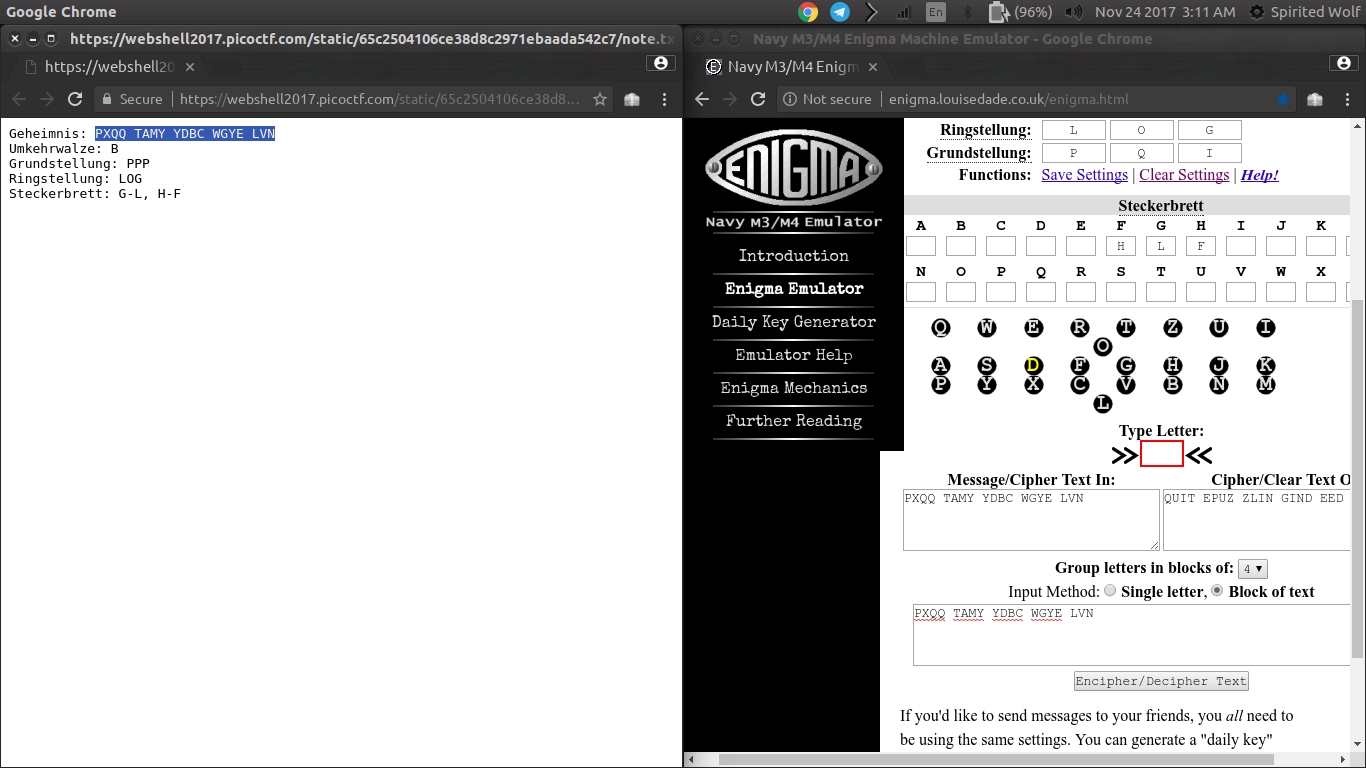 Google Chrome
En
(96%)
Nov 24 2017 3:11 AM
Spirited Wolf
https://webshell2017.picoctf.com/static/65c2504106ce38d8c2971ebaada542c7/note.tx
Navy M3/M4 Enigma Machine Emulator - Google Chrome
https://webshell20
Navy M3/M4 Enigm
Secure
https://webshell2017.picoctf.com/static/65c2504106ce38d8...
Not secure
enigma.louisedade.co.uk/enigma.html
Geheimnis: PXQQ TAMY YDBC WGYE LVN
Umkehrwalze: B
Grundstellung: PPP
Ringstellung: LOG
Steckerbrett: G-L, H-F
ENIGMA
Navy M3/M4 Emulator
Introduction
Enigma Emulator
Daily Key Generator
Emulator Help
Enigma Mechanics
Further Reading
Ringstellung: L O G
Grundstellung: P Q I
Functions: Save Settings | Clear Settings | Help!
Steckerbrett
A B C D E F G H I J K
H L F
N O P Q R S T U V W X
Q W E R T Z U I
O
A S D F G H J K
P Y X C V B N M
L
Type Letter:
>> <<
Message/Cipher Text In:
Cipher/Clear Text O
PXQQ TAMY YDBC WGYE LVN
QUIT EPUZ ZLIN GIND EED
Group letters in blocks of: 4
Input Method: Single letter, Block of text
PXQQ TAMY YDBC WGYE LVN
Encipher/Decipher Text
If you'd like to send messages to your friends, you all need to
be using the same settings. You can generate a "daily key"